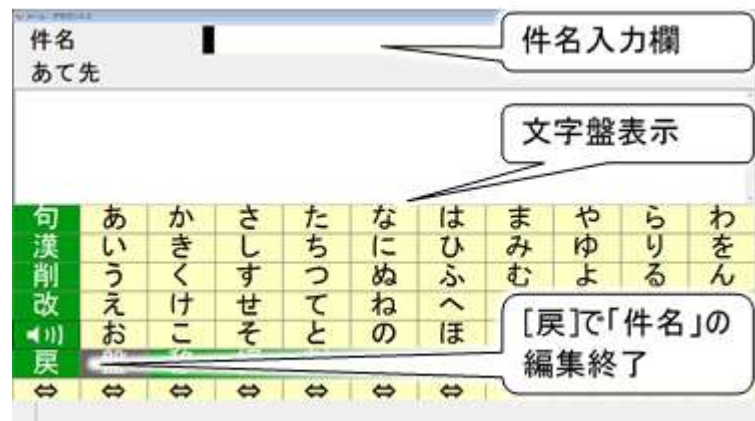 件名
件名入力欄
あて先
文字盤表示
句 あ か さ た な は ま や ら わ
漢 い き し ち に ひ み ゆ り を
削 う く す つ ぬ ふ む よ る ん
改 え け せ て ね へ
お こ そ と の ほ
戻
[戻]で「件名」の
編集終了
⇔ ⇔ ⇔ ⇔ ⇔ ⇔ ⇔